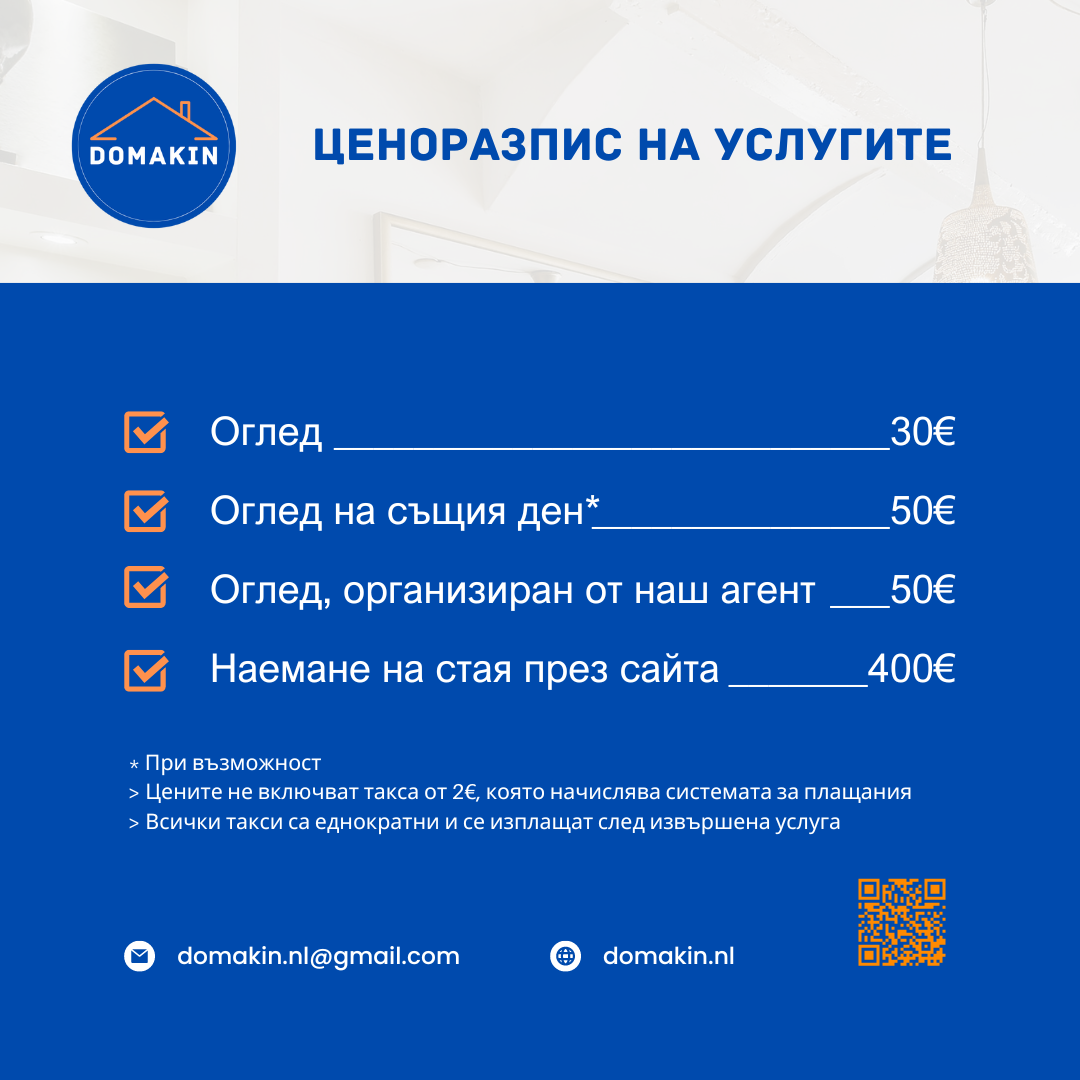 DOMAKIN
ЦЕНОРАЗПИС НА УСЛУГИТЕ
Оглед ____________________________30€
Оглед на същия ден*_______________50€
Оглед, организиран от наш агент ___50€
Наемане на стая през сайта _______400€
* При възможност
> Цените не включват такса от 2€, която начислява системата за плащания
> Всички такси са еднократни и се изплащат след извършена услуга
domakin.nl@gmail.com
domakin.nl